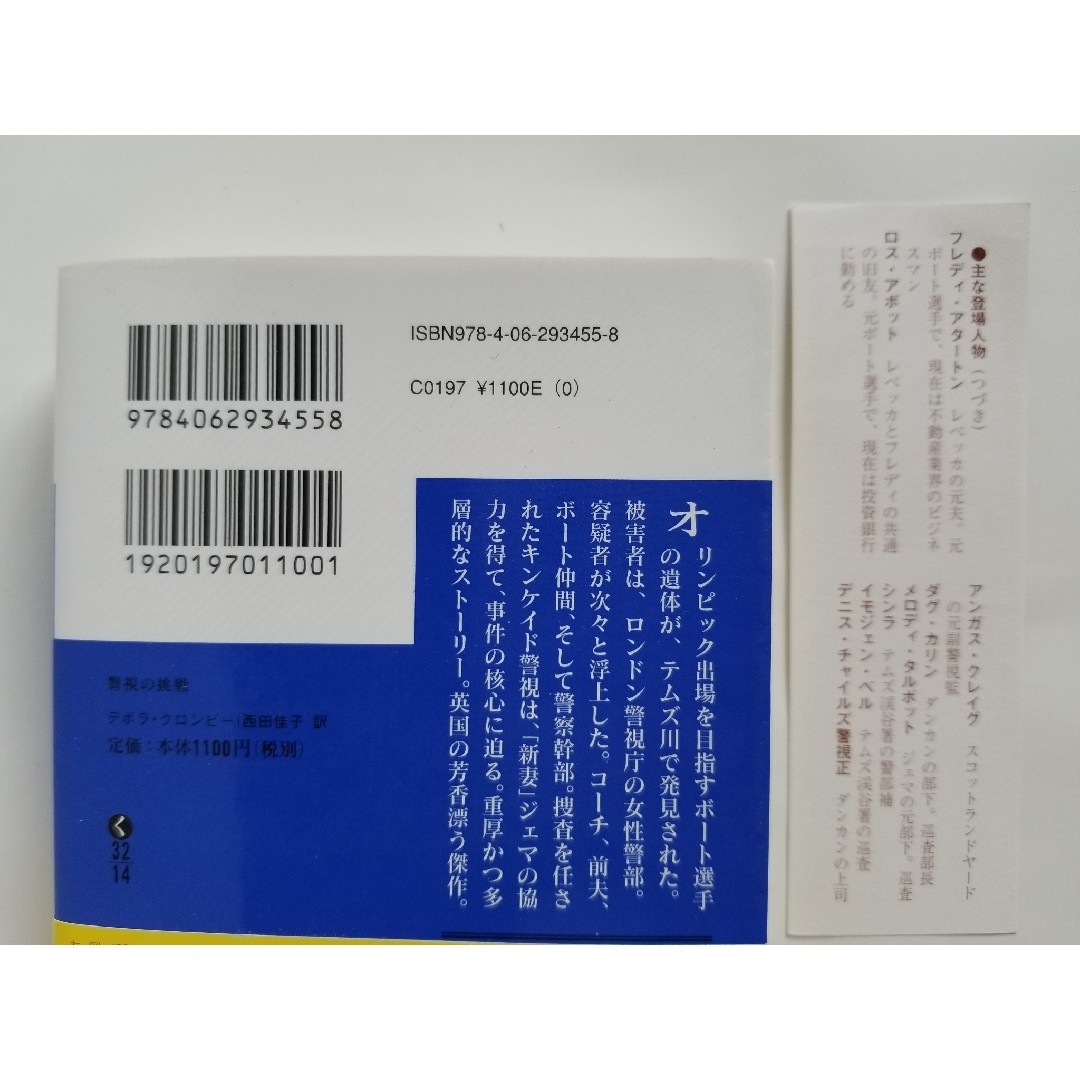 ISBN978-4-06-293455-8
C0197 ¥1100E (0)
9784062934558
1920197011001
オリンピック出場を目指すボート選手
の遺体が、テムズ川で発見された。
被害者は、ロンドン警視庁の女性警部。
容疑者が次々と浮上した。コーチ、前夫、
ボート仲間、そして警察幹部。捜査を任さ
れたキンケイド警視は、「新妻」ジェマの協
力を得て、事件の核心に迫る。重厚かつ多
層的なストーリー。英国の芳香漂う傑作。
警視の挑戦
デボラ・クロンビー|西田佳子 訳
定価:本体1100円(税別)
く
32
14
●主な登場人物(つづき)
フレディ・アタートン レベッカの元夫。元
ボート選手で、現在は不動産業界のビジネ
スマン
ロス・アボット レベッカとフレディの共通
の旧友。元ボート選手で、現在は投資銀行
に勤める
アンガス・クレイグ スコットランドヤード
の元副警視監
ダグ・カリン ダンカンの部下。巡査部長
メロディ・タルボット ジェマの元部下。巡査
シンラ テムズ渓谷署の警部補
イモジェン・ベル テムズ渓谷署の巡査
デニス・チャイルズ警視正 ダンカンの上司